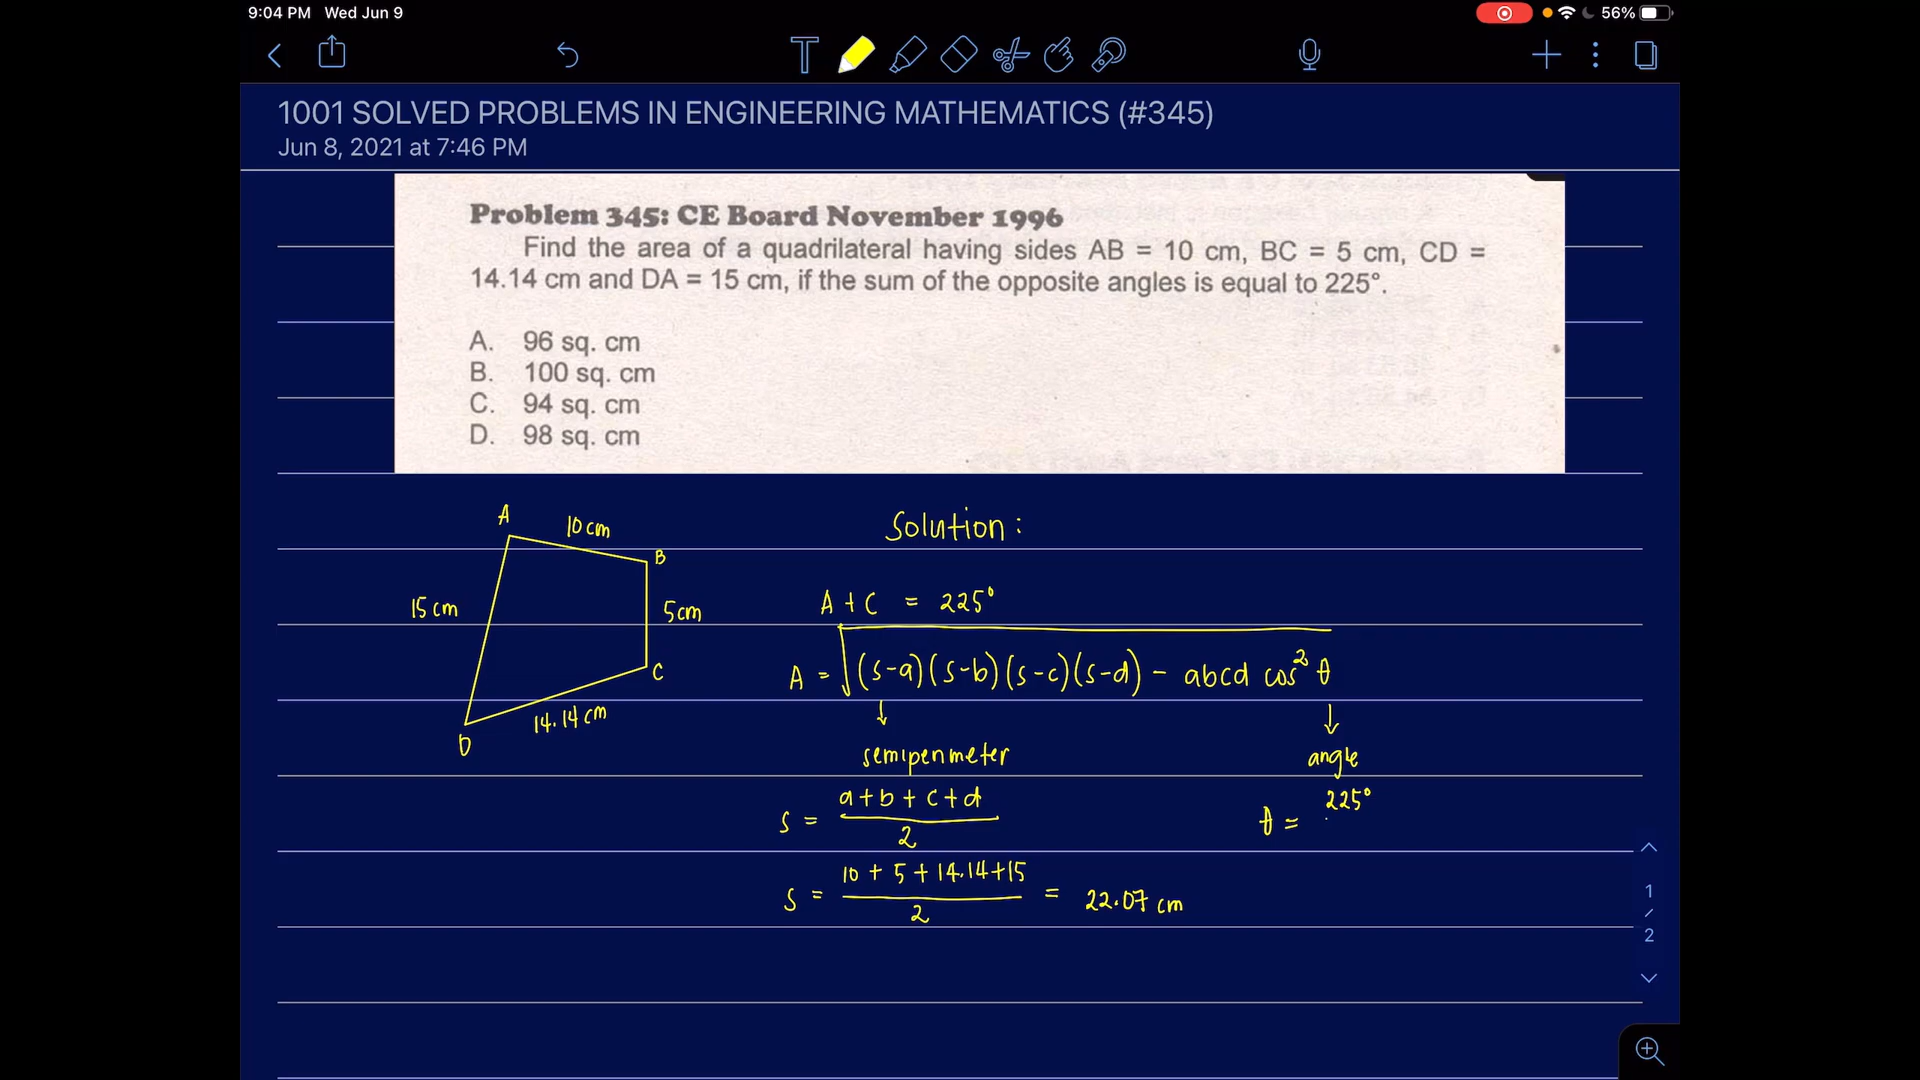 9:04 PM Wed Jun 9
56%
1001 SOLVED PROBLEMS IN ENGINEERING MATHEMATICS (#345)
Jun 8, 2021 at 7:46 PM
Problem 345: CE Board November 1996
Find the area of a quadrilateral having sides AB = 10 cm, BC = 5 cm, CD =
14.14 cm and DA = 15 cm, if the sum of the opposite angles is equal to 225°.
A. 96 sq. cm
B. 100 sq. cm
C. 94 sq. cm
D. 98 sq. cm
A
10 cm
B
15 cm
5 cm
C
14.14 cm
D
Solution :
A + C = 225°
A = √(s-a)(s-b)(s-c)(s-d) - abcd cos² θ
↓ ↓
semiperimeter angle
s = a+b+c+d / 2
θ = 225°
s = 10 + 5 + 14.14 + 15 / 2 = 22.07 cm
1
/
2